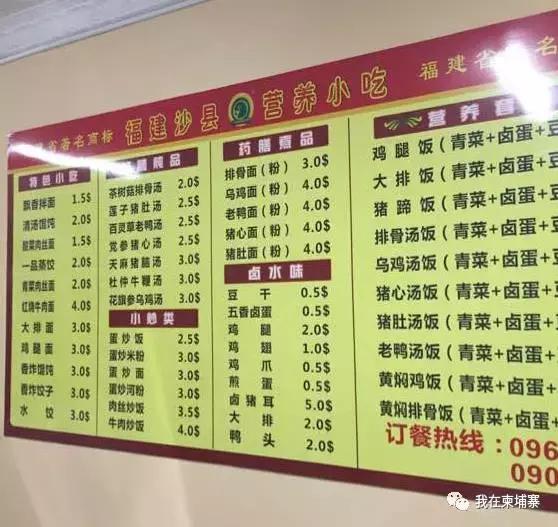 省著名商标 福建沙县 营养小吃 福建省著名
特色小吃
飘香拌面 1.5$
清汤馄饨 2.0$
酸菜肉丝面 1.5$
一品蒸饺 2.0$
青菜肉丝面 2.0$
红烧牛肉面 4.0$
大排面 3.0$
鸡腿面 3.0$
香炸馄饨 3.0$
香炸饺子 3.0$
水饺 3.0$
炖品
茶树菇排骨汤 2.0$
莲子猪肚汤 2.5$
百灵草老鸭汤 2.5$
党参猪心汤 2.5$
天麻猪脑汤 3.0$
杜仲牛鞭汤 3.0$
花旗参乌鸡汤 3.0$
小炒类
蛋炒饭 2.5$
蛋炒米粉 3.0$
蛋炒面 3.0$
蛋炒河粉 3.0$
肉丝炒饭 3.5$
牛肉炒饭 4.0$
药膳煮品
排骨面(粉) 3.0$
乌鸡面(粉) 4.0$
老鸭面(粉) 4.0$
猪心面(粉) 4.0$
猪肚面(粉) 4.0$
卤水味
豆干 0.5$
五香卤蛋 0.5$
鸡腿 2.0$
鸡翅 1.0$
鸡爪 0.5$
煎蛋 0.5$
卤猪耳 5.0$
大排 2.0$
鸭头 2.0$
营养套
鸡腿饭(青菜+卤蛋+豆
大排饭(青菜+卤蛋+豆
猪蹄饭(青菜+卤蛋+豆
排骨汤饭(青菜+卤蛋+
乌鸡汤饭(青菜+卤蛋+
猪心汤饭(青菜+卤蛋+
猪肚汤饭(青菜+卤蛋+
老鸭汤饭(青菜+卤蛋+
黄焖鸡饭(青菜+卤蛋+
黄焖排骨饭(青菜+卤蛋+
订餐热线:096
090
我在柬埔寨